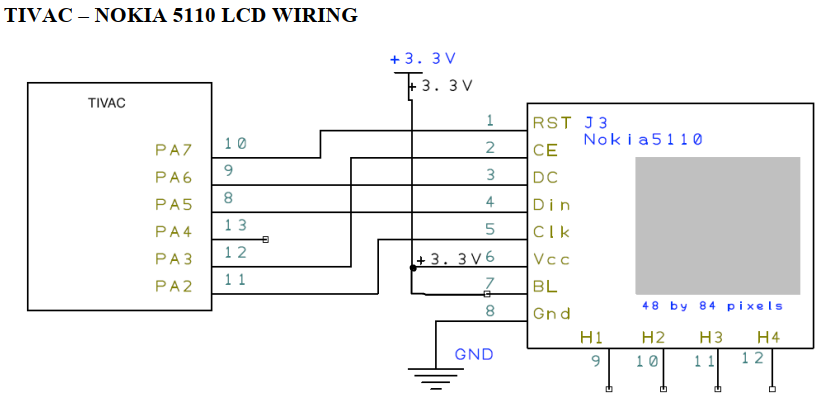 TIVAC – NOKIA 5110 LCD WIRING
+3.3V
+3.3V
TIVAC
1 RST J3
Nokia5110
PA7 10 2 CE
PA6 9 3 DC
PA5 8 4 Din
PA4 13 5 Clk
PA3 12 +3.3V 6 Vcc
PA2 11 7 BL
48 by 84 pixels
8 Gnd
H1 H2 H3 H4
GND 9 10 11 12